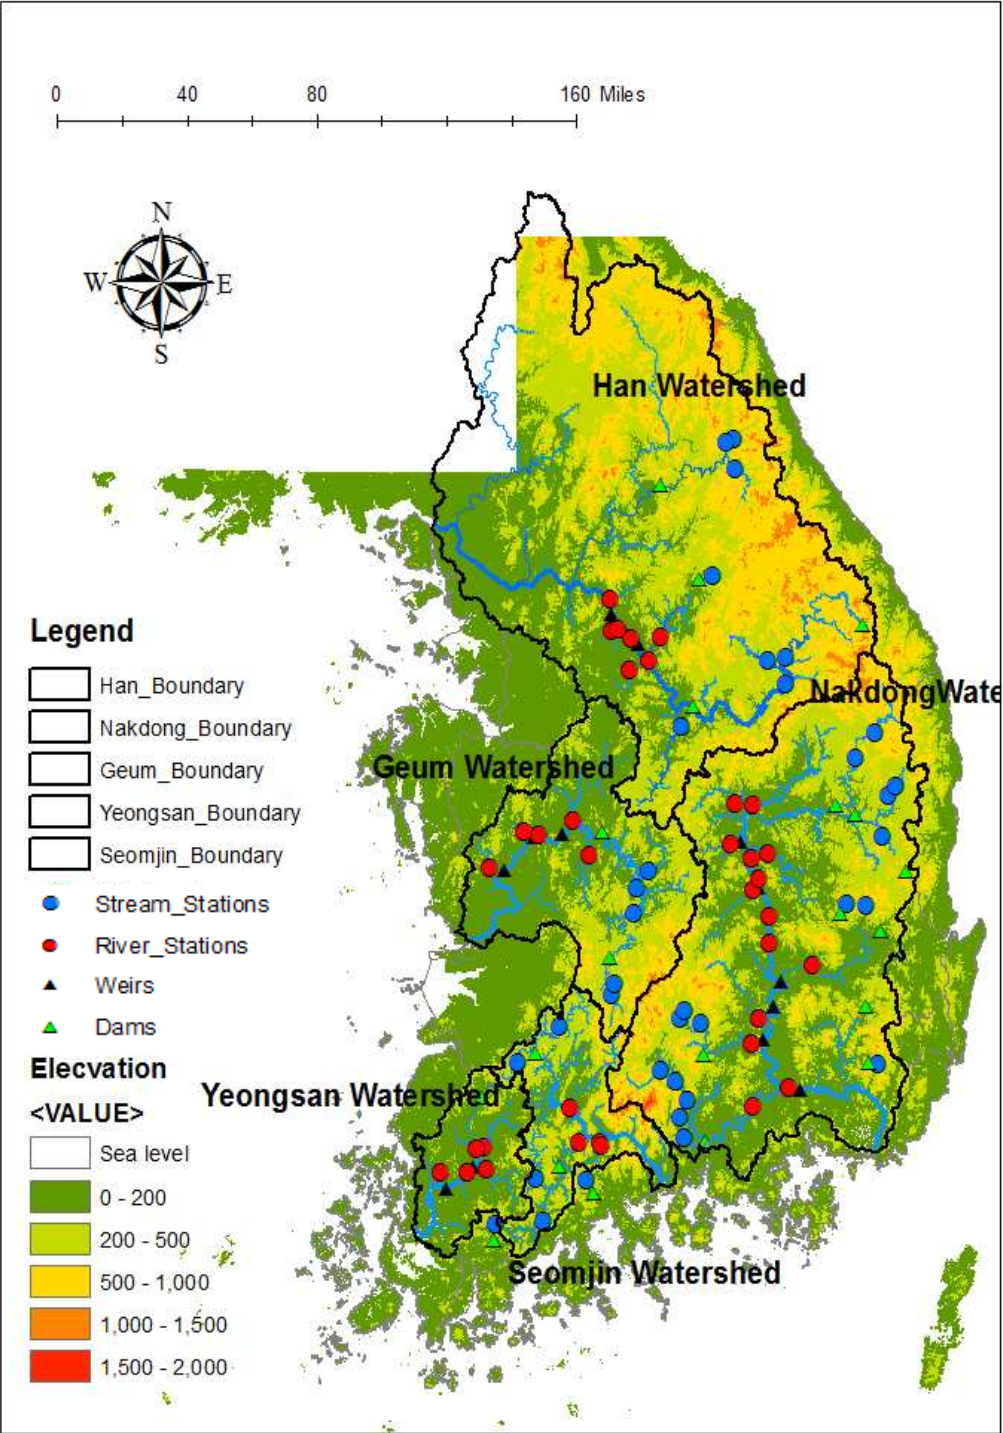 0 40 80 160 Miles
N
W E
S
Han Watershed
Legend
Han_Boundary
Nakdong_Boundary
Geum_Boundary
Yeongsan_Boundary
Seomjin_Boundary
Stream_Stations
River_Stations
Weirs
Dams
NakdongWate
Geum Watershed
Elecvation
<VALUE>
Sea level
0 - 200
200 - 500
500 - 1,000
1,000 - 1,500
1,500 - 2,000
Yeongsan Watershed
Seomjin Watershed